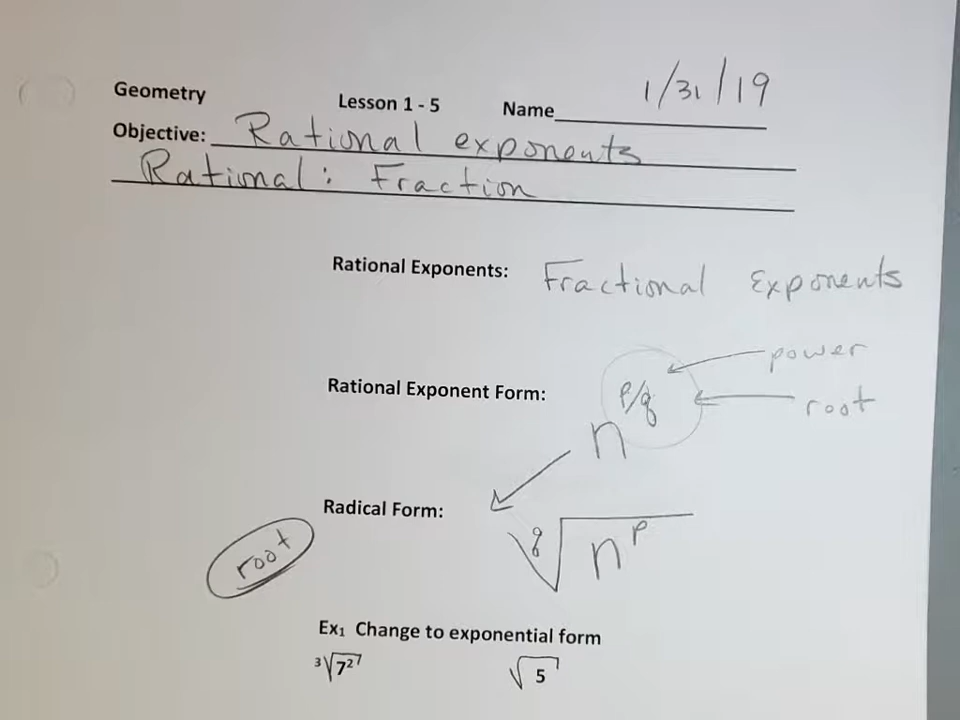 Geometry Lesson 1 - 5 Name 1/31/19
Objective: Rational exponents
Rational: Fraction
Rational Exponents: Fractional Exponents
power
Rational Exponent Form: n^p/q root
Radical Form: q√n^p
root
Ex₁ Change to exponential form
³√7² √5